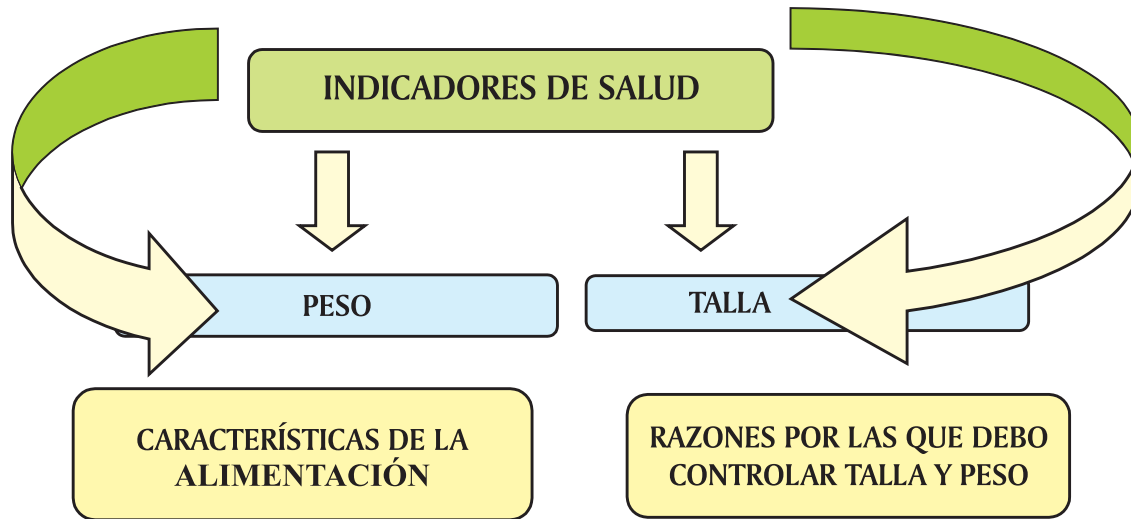 INDICADORES DE SALUD
PESO
TALLA
CARACTERÍSTICAS DE LA
ALIMENTACIÓN
RAZONES POR LAS QUE DEBO
CONTROLAR TALLA Y PESO